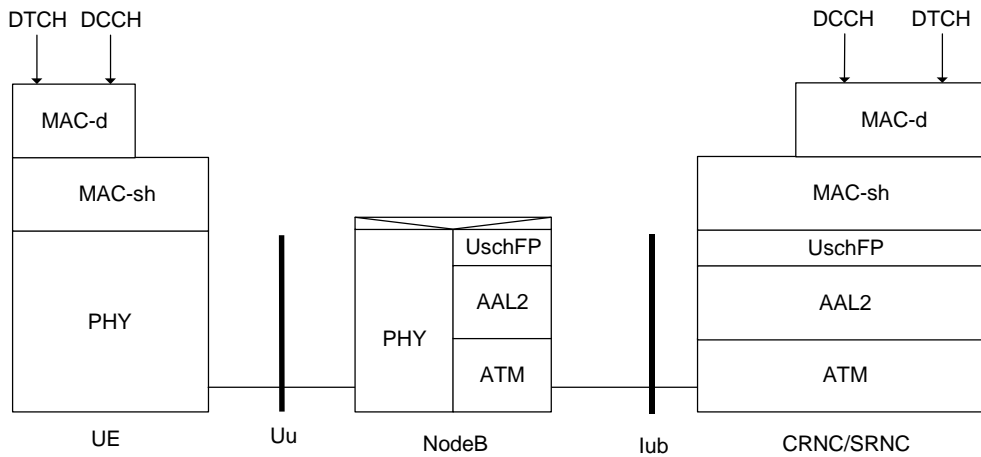 DTCH DCCH
DCCH DTCH
MAC-d
MAC-d
MAC-sh
MAC-sh
UschFP
UschFP
PHY
PHY
AAL2
AAL2
ATM
ATM
UE
Uu
NodeB
Iub
CRNC/SRNC